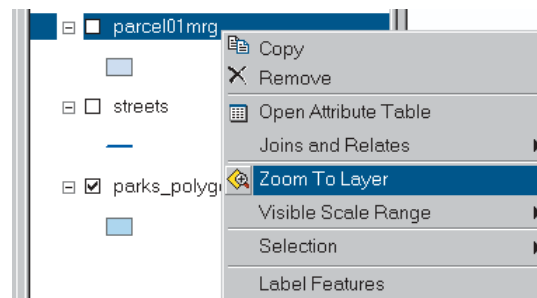 parcel01mrg
Copy
Remove
streets
Open Attribute Table
Joins and Relates
Zoom To Layer
Visible Scale Range
Selection
Label Features